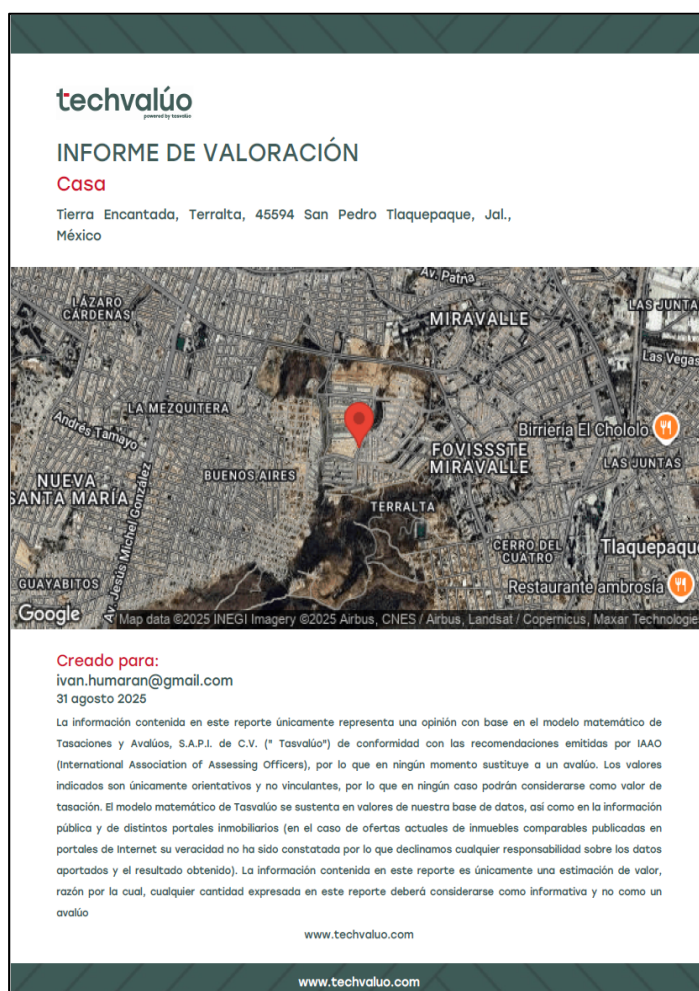 techvalúo
powered by tasvalúo
INFORME DE VALORACIÓN
Casa
Tierra Encantada, Terralta, 45594 San Pedro Tlaquepaque, Jal.,
México
Av. Patria
LÁZARO
CÁRDENAS
MIRAVALLE
LAS JUNTA
Las Vegas
LA MEZQUITERA
Andrés Tamayo
Birriería El Chololo
FOVISSSTE
MIRAVALLE
LAS JUNTAS
BUENOS AIRES
NUEVA
SANTA MARÍA
Av. Jesús Michel González
TERRALTA
CERRO DEL
CUATRO
Tlaquepaqu
GUAYABITOS
Restaurante ambrosía
Google
Map data ©2025 INEGI Imagery ©2025 Airbus, CNES / Airbus, Landsat / Copernicus, Maxar Technologie
Creado para:
ivan.humaran@gmail.com
31 agosto 2025
La información contenida en este reporte únicamente representa una opinión con base en el modelo matemático de
Tasaciones y Avalúos, S.A.P.I. de C.V. (" Tasvalúo") de conformidad con las recomendaciones emitidas por IAAO
(International Association of Assessing Officers), por lo que en ningún momento sustituye a un avalúo. Los valores
indicados son únicamente orientativos y no vinculantes, por lo que en ningún caso podrán considerarse como valor de
tasación. El modelo matemático de Tasvalúo se sustenta en valores de nuestra base de datos, así como en la información
pública y de distintos portales inmobiliarios (en el caso de ofertas actuales de inmuebles comparables publicadas en
portales de Internet su veracidad no ha sido constatada por lo que declinamos cualquier responsabilidad sobre los datos
aportados y el resultado obtenido). La información contenida en este reporte es únicamente una estimación de valor,
razón por la cual, cualquier cantidad expresada en este reporte deberá considerarse como informativa y no como un
avalúo
www.techvaluo.com
www.techvaluo.com